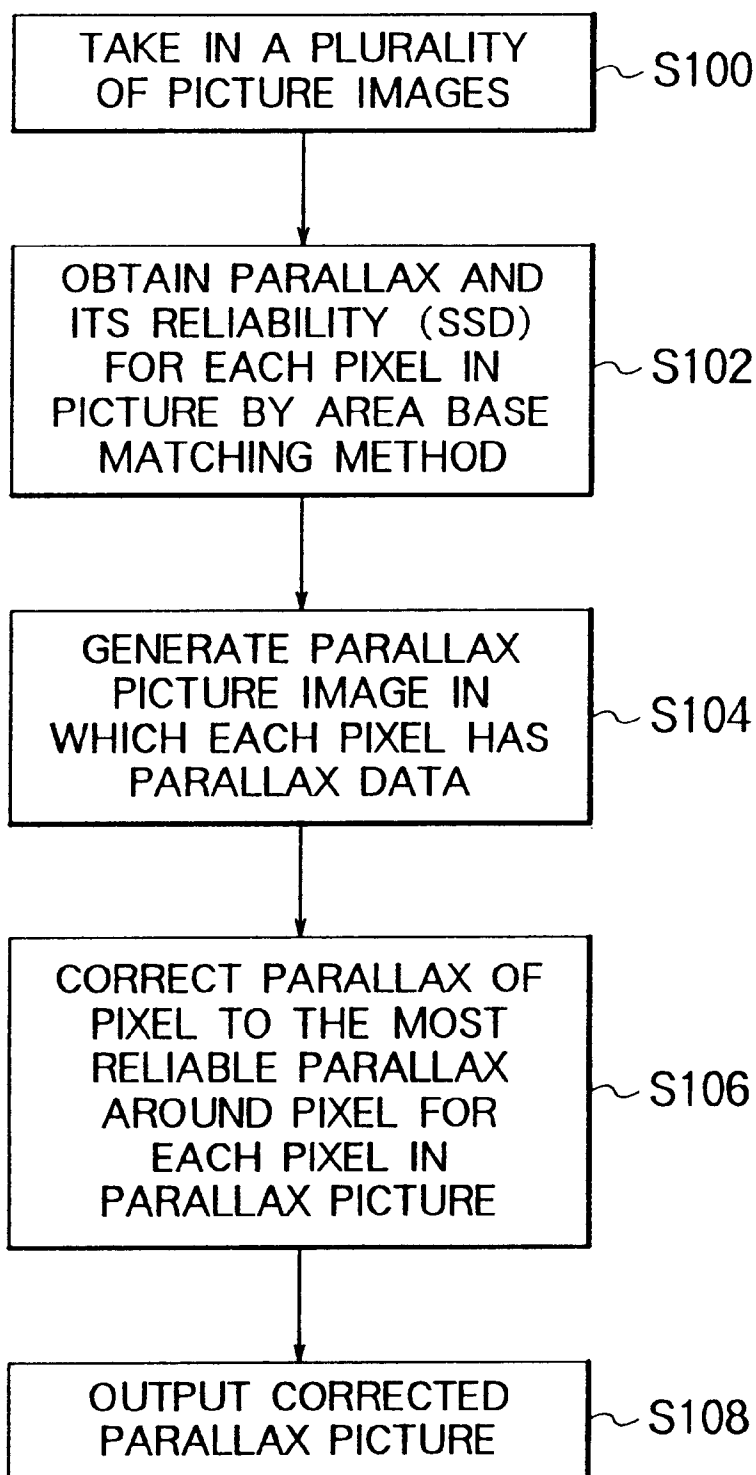 TAKE IN A PLURALITY
OF PICTURE IMAGES
S100
OBTAIN PARALLAX AND
ITS RELIABILITY (SSD)
FOR EACH PIXEL IN
PICTURE BY AREA BASE
MATCHING METHOD
S102
GENERATE PARALLAX
PICTURE IMAGE IN
WHICH EACH PIXEL HAS
PARALLAX DATA
S104
CORRECT PARALLAX OF
PIXEL TO THE MOST
RELIABLE PARALLAX
AROUND PIXEL FOR
EACH PIXEL IN
PARALLAX PICTURE
S106
OUTPUT CORRECTED
PARALLAX PICTURE
S108